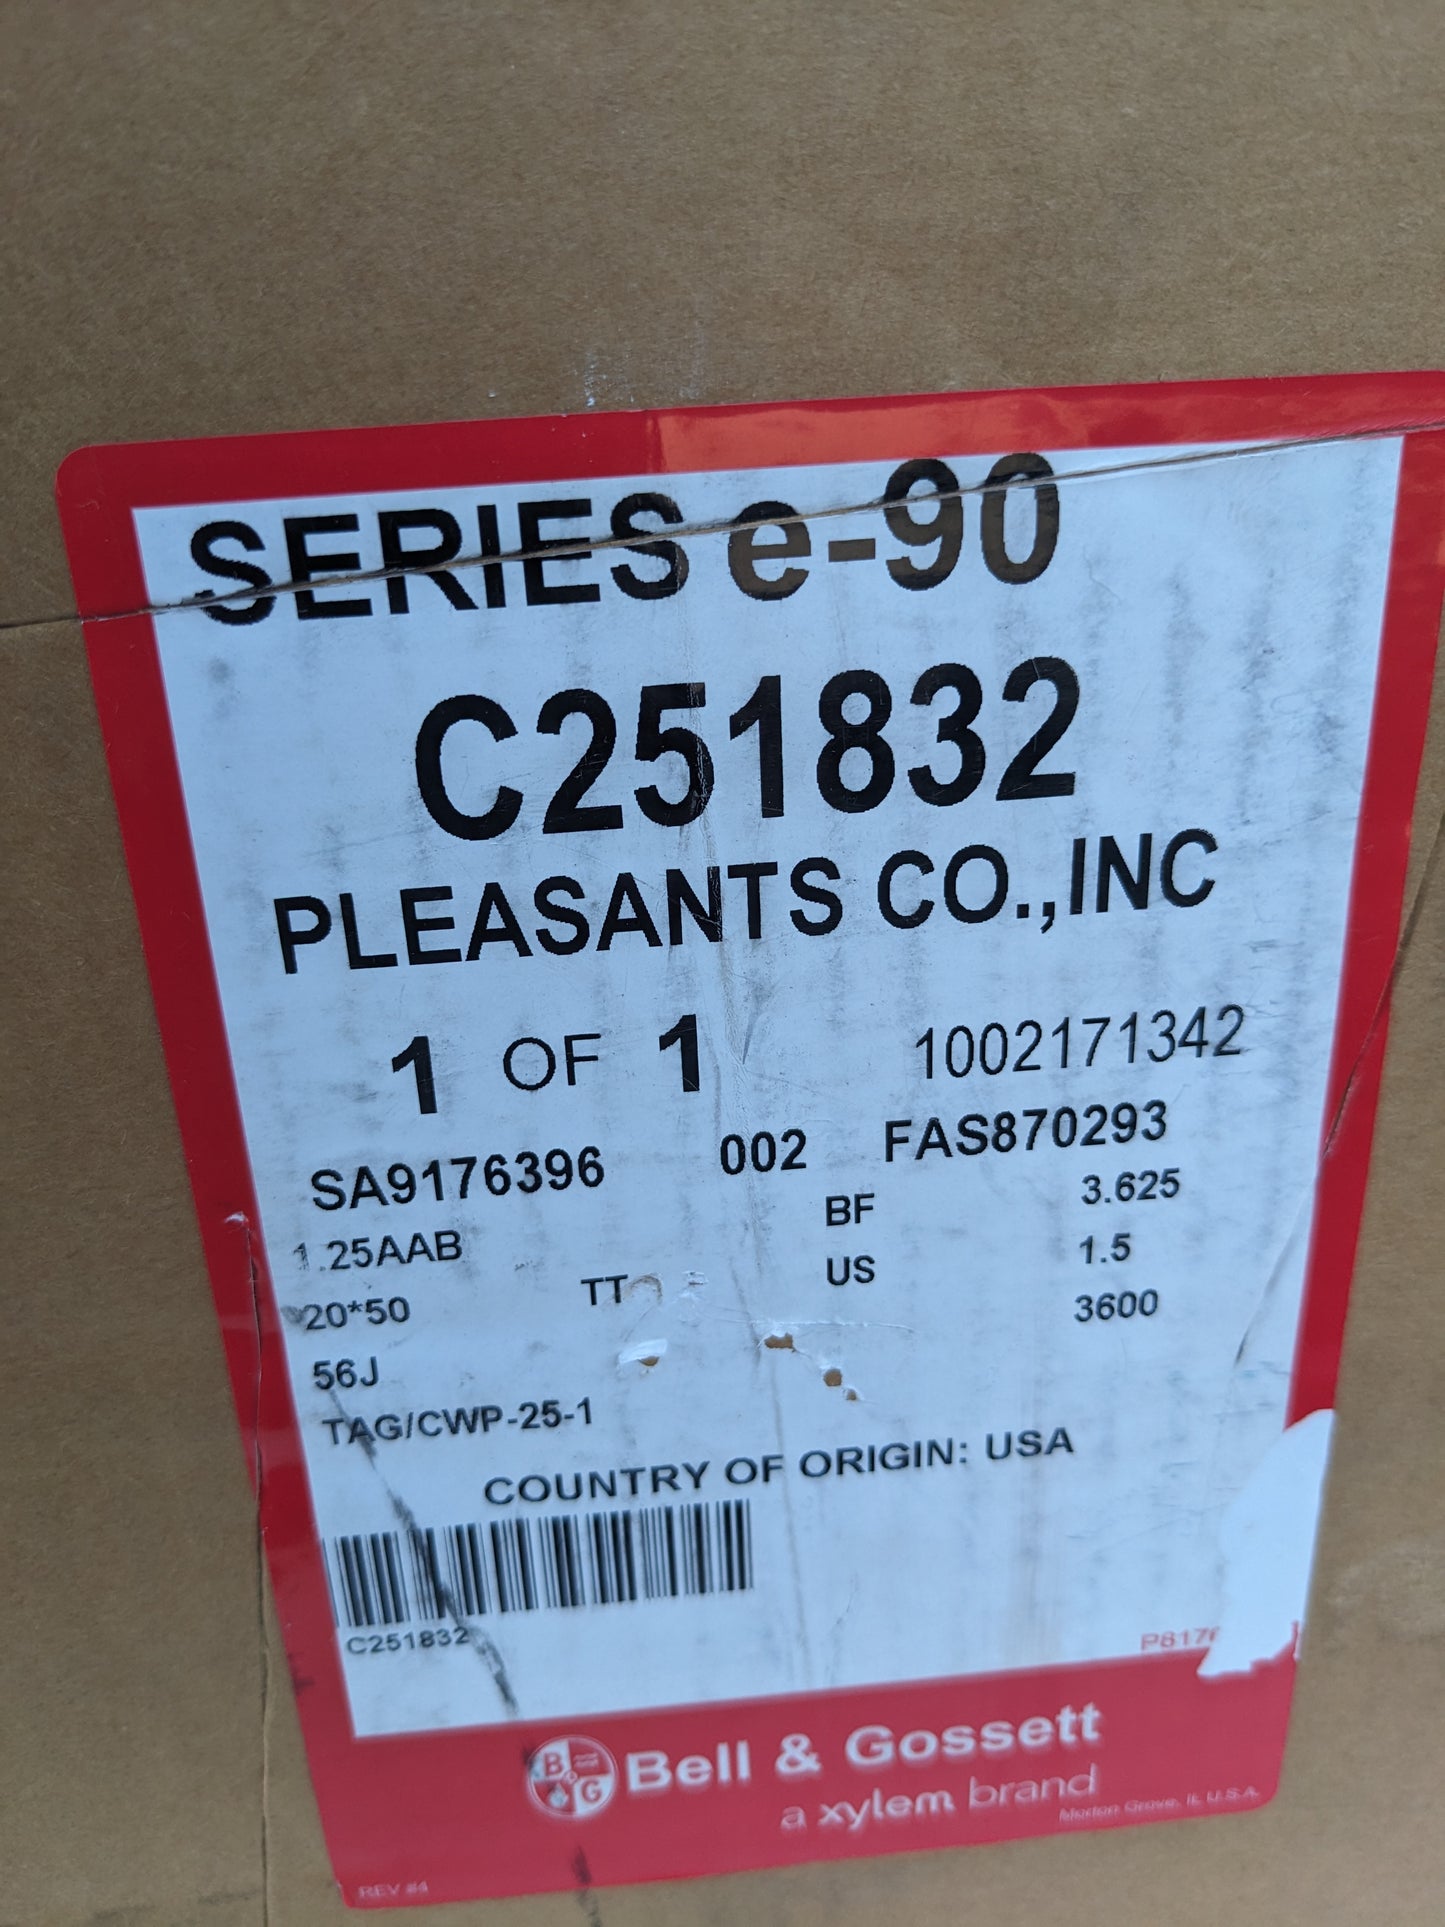 SERIES e-90
C251832
PLEASANTS CO.,INC
1 OF 1 1002171342
SA9176396 002 FAS870293
1.25AAB BF 3.625
20*50 TT US 1.5
56J 3600
TAG/CWP-25-1
COUNTRY OF ORIGIN: USA
C251832
B
G
Bell & Gossett
a xylem brand
Morton Grove, IL U.S.A.
REV #4